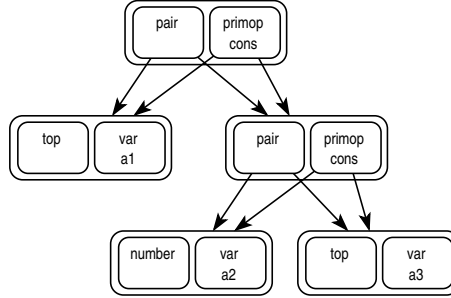 pair
primop
cons
top
var
a1
pair
primop
cons
number
var
a2
top
var
a3